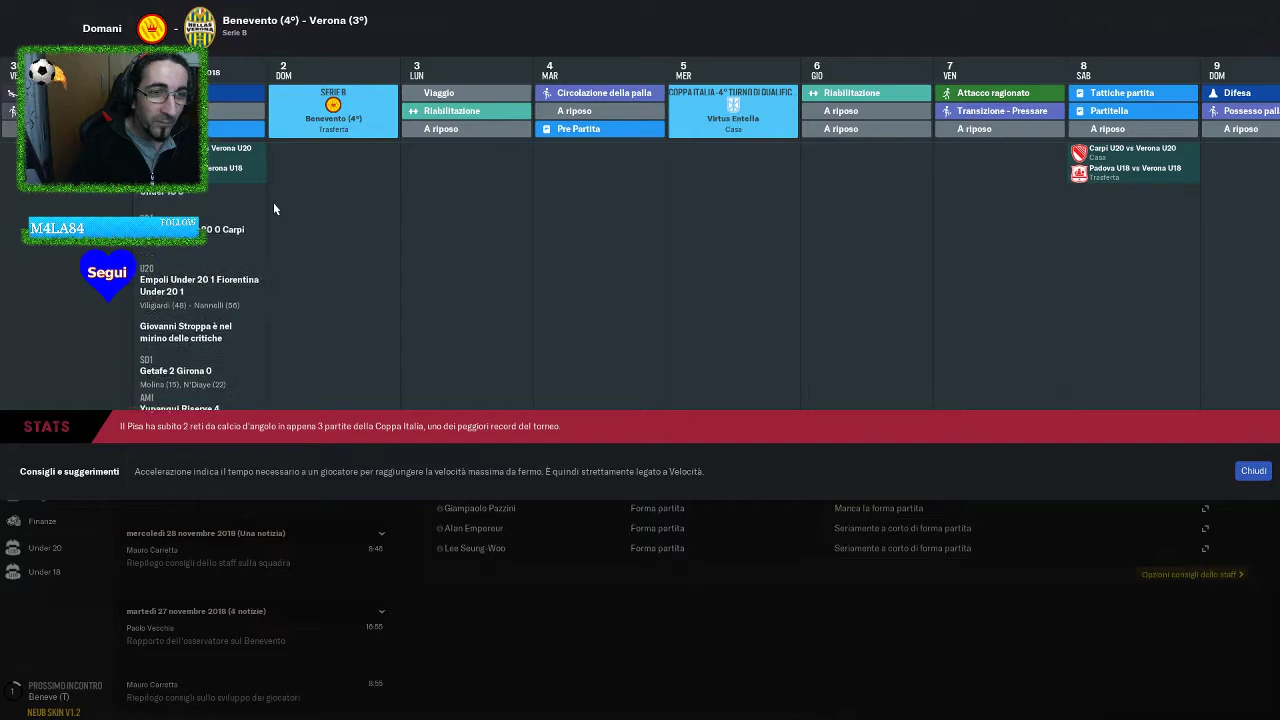 Domani
HELLAS VERONA
Benevento (4°) - Verona (3°)
Serie B
2018
2
DOM
3
LUN
4
MAR
5
MER
6
GIO
7
VEN
8
SAB
9
DOM
SERIE B
Benevento (4°)
Trasferta
Viaggio
Riabilitazione
A riposo
Circolazione della palla
A riposo
Pre Partita
COPPA ITALIA - 4° TURNO DI QUALIFIC
Virtus Entella
Casa
Riabilitazione
A riposo
A riposo
Attacco ragionato
Transizione - Pressare
A riposo
Tattiche partita
Partitella
A riposo
Difesa
Possesso pall
A riposo
Verona U20
Verona U18
Carpi U20 vs Verona U20
Casa
Padova U18 vs Verona U18
Trasferta
M4LA84
FOLLOW
Segui
0 Carpi
U20
Empoli Under 20 1 Fiorentina
Under 20 1
Viligiardi (48) - Nannelli (56)
Giovanni Stroppa è nel
mirino delle critiche
SD1
Getafe 2 Girona 0
Molina (15), N'Diaye (22)
AM1
Yupanqui Riserve 4
STATS
Il Pisa ha subito 2 reti da calcio d'angolo in appena 3 partite della Coppa Italia, uno dei peggiori record del torneo.
Consigli e suggerimenti
Accelerazione indica il tempo necessario a un giocatore per raggiungere la velocità massima da fermo. È quindi strettamente legato a Velocità.
Chiudi
Finanze
Under 20
Under 18
mercoledì 28 novembre 2018 (Una notizia)
Mauro Carretta
8:46
Riepilogo consigli dello staff sulla squadra
martedì 27 novembre 2018 (4 notizie)
Paolo Vecchia
16:55
Rapporto dell'osservatore sul Benevento
Mauro Carretta
8:55
Riepilogo consigli sullo sviluppo dei giocatori
Giampaolo Pazzini
Forma partita
Manca la forma partita
Alan Empereur
Forma partita
Seriamente a corto di forma partita
Lee Seung-Woo
Forma partita
Seriamente a corto di forma partita
Opzioni consigli dello staff
1
PROSSIMO INCONTRO
Beneve (T)
NEUB SKIN V1.2